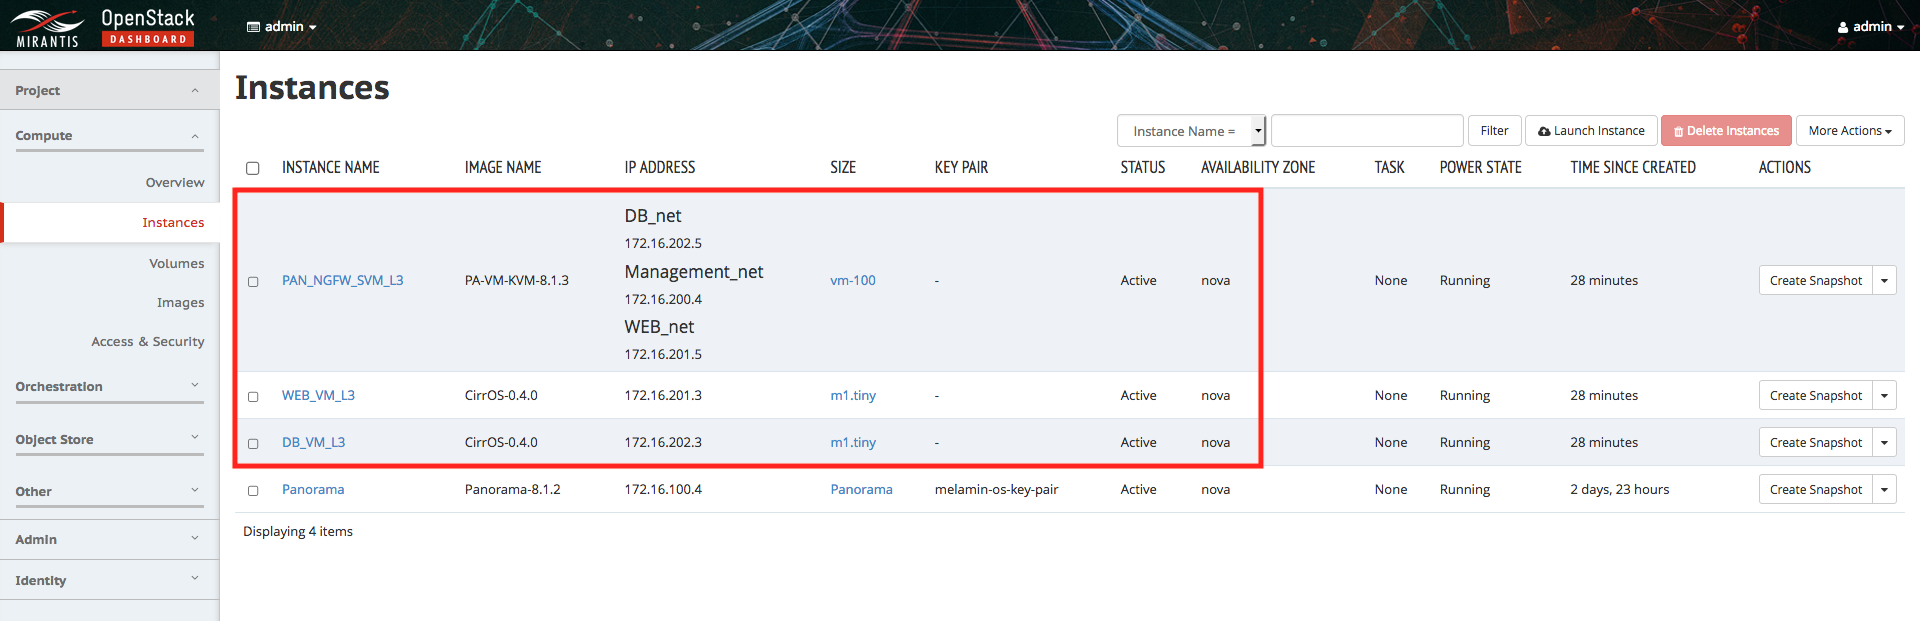 MIRANTIS
OpenStack
DASHBOARD
admin
admin
Project
Compute
Overview
Instances
Volumes
Images
Access & Security
Orchestration
Object Store
Other
Admin
Identity
Instances
Instance Name = Filter Launch Instance Delete Instances More Actions
INSTANCE NAME IMAGE NAME IP ADDRESS SIZE KEY PAIR STATUS AVAILABILITY ZONE TASK POWER STATE TIME SINCE CREATED ACTIONS
DB_net
172.16.202.5
Management_net
PAN_NGFW_SVM_L3 PA-VM-KVM-8.1.3 vm-100 - Active nova None Running 28 minutes Create Snapshot
172.16.200.4
WEB_net
172.16.201.5
WEB_VM_L3 CirrOS-0.4.0 172.16.201.3 m1.tiny - Active nova None Running 28 minutes Create Snapshot
DB_VM_L3 CirrOS-0.4.0 172.16.202.3 m1.tiny - Active nova None Running 28 minutes Create Snapshot
Panorama Panorama-8.1.2 172.16.100.4 Panorama melamin-os-key-pair Active nova None Running 2 days, 23 hours Create Snapshot
Displaying 4 items